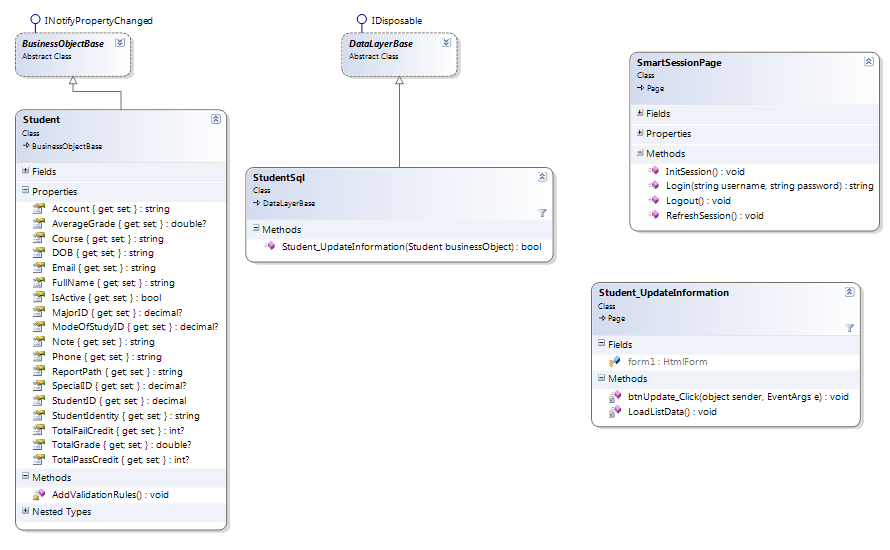 INotifyPropertyChanged
BusinessObjectBase
Abstract Class
Student
Class
BusinessObjectBase
Fields
Properties
Account { get; set; } : string
AverageGrade { get; set; } : double?
Course { get; set; } : string
DOB { get; set; } : string
Email { get; set; } : string
FullName { get; set; } : string
IsActive { get; set; } : bool
MajorID { get; set; } : decimal?
ModeOfStudyID { get; set; } : decimal?
Note { get; set; } : string
Phone { get; set; } : string
ReportPath { get; set; } : string
SpecialID { get; set; } : decimal?
StudentID { get; set; } : decimal
StudentIdentity { get; set; } : string
TotalFailCredit { get; set; } : int?
TotalGrade { get; set; } : double?
TotalPassCredit { get; set; } : int?
Methods
AddValidationRules() : void
Nested Types
IDisposable
DataLayerBase
Abstract Class
StudentSql
Class
DataLayerBase
Methods
Student_UpdateInformation(Student businessObject) : bool
SmartSessionPage
Class
Page
Fields
Properties
Methods
InitSession() : void
Login(string username, string password) : string
Logout() : void
RefreshSession() : void
Student_UpdateInformation
Class
Page
Fields
form1 : HtmlForm
Methods
btnUpdate_Click(object sender, EventArgs e) : void
LoadListData() : void